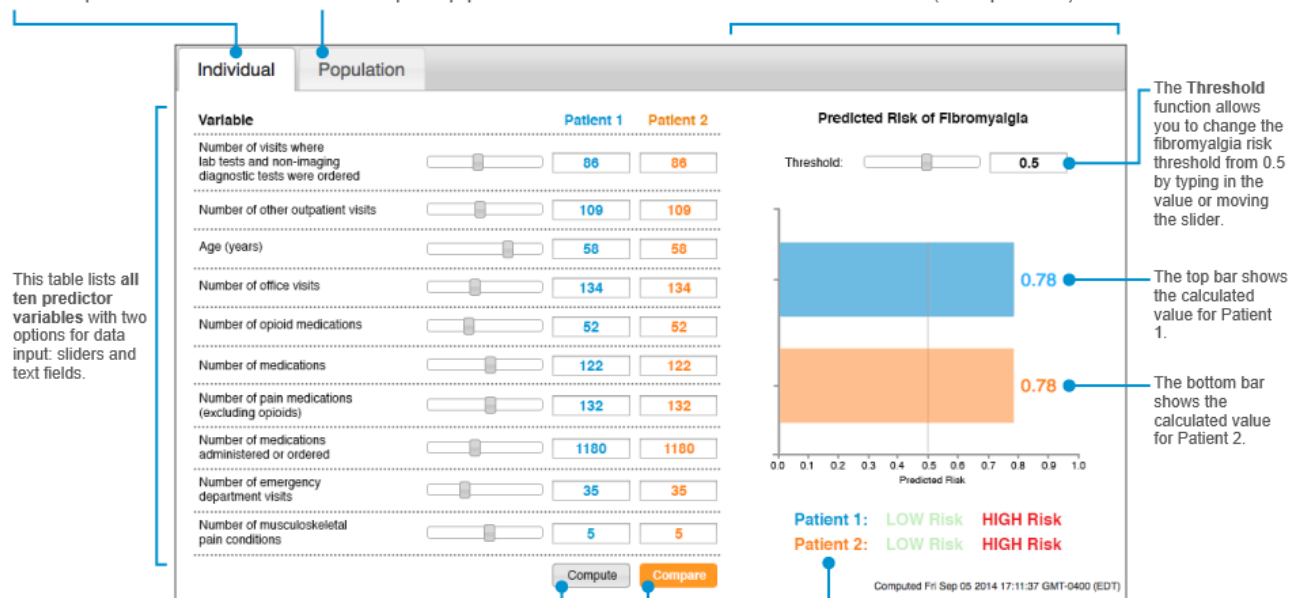 Individual
Population
Variable
Patient 1
Patient 2
Number of visits where
lab tests and non-imaging
diagnostic tests were ordered
86
86
Number of other outpatient visits
109
109
Age (years)
58
58
Number of office visits
134
134
Number of opioid medications
52
52
Number of medications
122
122
Number of pain medications
(excluding opioids)
132
132
Number of medications
administered or ordered
1180
1180
Number of emergency
department visits
35
35
Number of musculoskeletal
pain conditions
5
5
Compute
Compare
This table lists all
ten predictor
variables with two
options for data
input: sliders and
text fields.
Predicted Risk of Fibromyalgia
Threshold:
0.5
0.78
0.78
0.0 0.1 0.2 0.3 0.4 0.5 0.6 0.7 0.8 0.9 1.0
Predicted Risk
Patient 1: LOW Risk HIGH Risk
Patient 2: LOW Risk HIGH Risk
Computed Fri Sep 05 2014 17:11:37 GMT-0400 (EDT)
The Threshold
function allows
you to change the
fibromyalgia risk
threshold from 0.5
by typing in the
value or moving
the slider.
The top bar shows
the calculated
value for Patient
1.
The bottom bar
shows the
calculated value
for Patient 2.